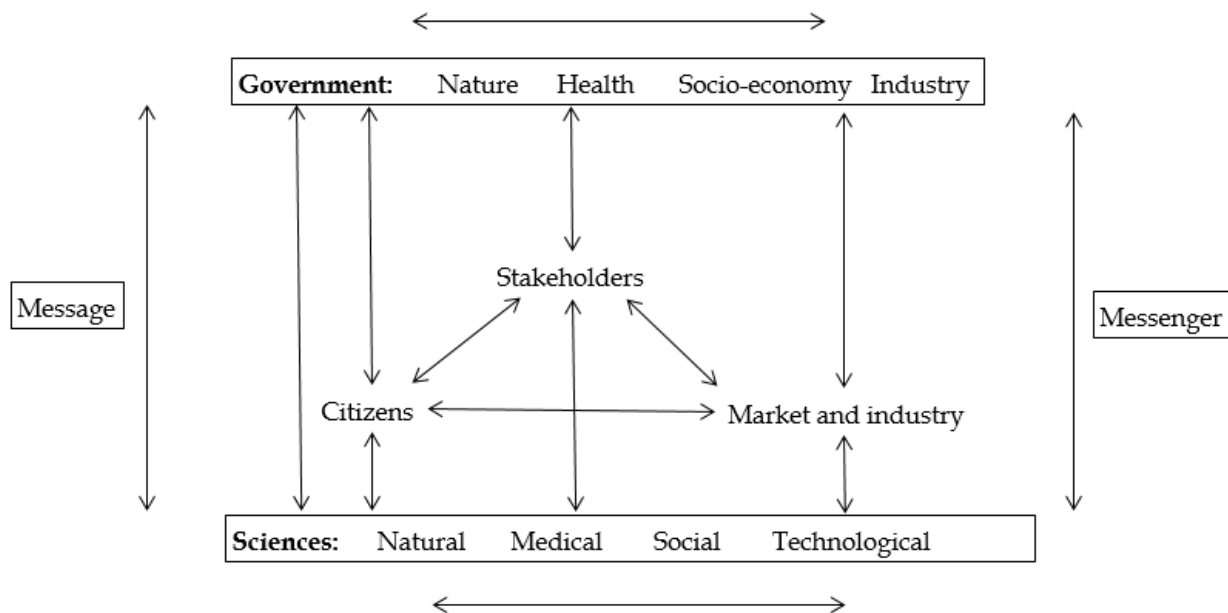 Government: Nature Health Socio-economy Industry
Stakeholders
Message
Messenger
Citizens
Market and industry
Sciences: Natural Medical Social Technological